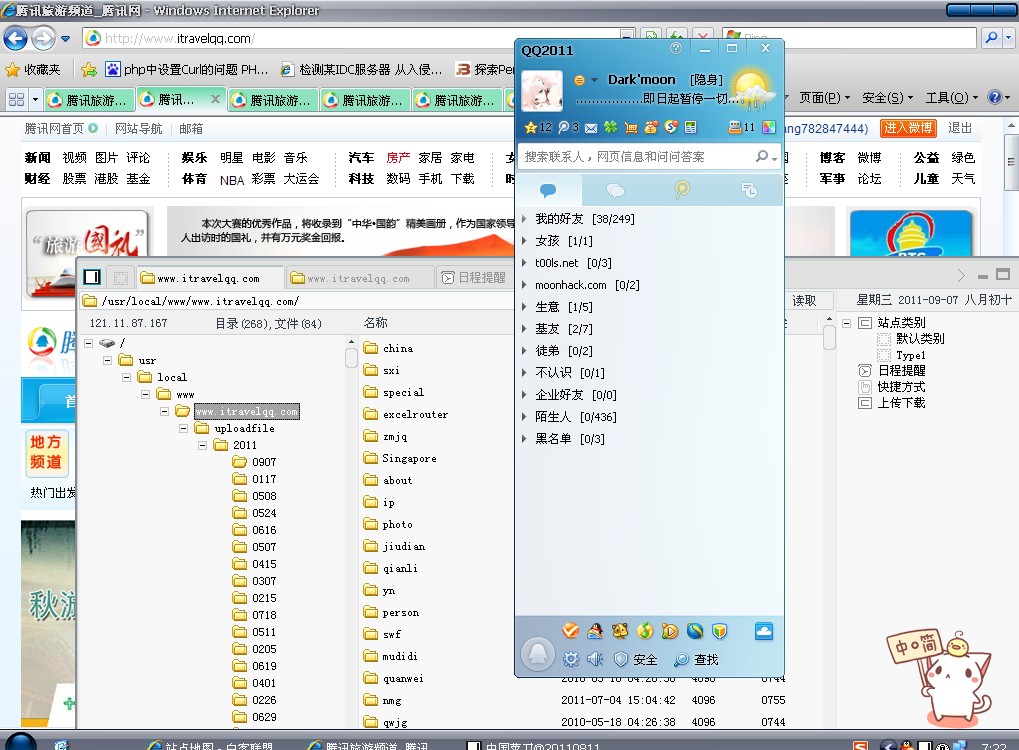 腾讯旅游频道_腾讯网 - Windows Internet Explorer
http://www.itravelqq.com/
Bing
收藏夹
php中设置Curl的问题 PH...
检测某IDC服务器 从入侵...
探索Per
腾讯旅游...
腾讯...
腾讯旅游...
腾讯旅游...
腾讯旅游...
页面(P)
安全(S)
工具(O)
腾讯网首页
网站导航
邮箱
ang782847444)
进入微博
退出
新闻 视频 图片 评论
娱乐 明星 电影 音乐
汽车 房产 家居 家电
博客 微博
公益 绿色
财经 股票 港股 基金
体育 NBA 彩票 大运会
科技 数码 手机 下载
军事 论坛
儿童 天气
“旅游国礼”
本次大赛的优秀作品，将收录到“中华·国韵”精美画册，作为国家领导
人出访时的国礼，并有万元奖金回报。
首
地方
频道
热门出发
秋游
www.itravelqq.com
www.itravelqq.com
日程提醒
/usr/local/www/www.itravelqq.com/
读取
星期三 2011-09-07 八月初十
121.11.87.167
目录(268),文件(84)
名称
/
usr
local
www
www.itravelqq.com
uploadfile
2011
0907
0117
0508
0524
0616
0507
0415
0307
0215
0718
0511
0205
0619
0401
0226
0629
china
sxi
special
excelrouter
zmjq
Singapore
about
ip
photo
jiudian
qianli
yn
person
swf
mudidi
quanwei
nmg
qwjg
2010-05-18 04:26:38 4096 0744
2011-07-04 15:04:42 4096 0755
2010-05-18 04:26:38 4096 0744
站点类别
默认类别
Type1
日程提醒
快捷方式
上传下载
QQ2011
Dark'moon [隐身]
..................即日起暂停一切...
12
3
11
搜索联系人，网页信息和问问答案
我的好友 [38/249]
女孩 [1/1]
t00ls.net [0/3]
moonhack.com [0/2]
生意 [1/5]
基友 [2/7]
徒弟 [0/2]
不认识 [0/1]
企业好友 [0/0]
陌生人 [0/436]
黑名单 [0/3]
安全
查找
中 简
站点地图 - 白客联盟
腾讯旅游频道_腾讯
中国菜刀@20110811
7:22